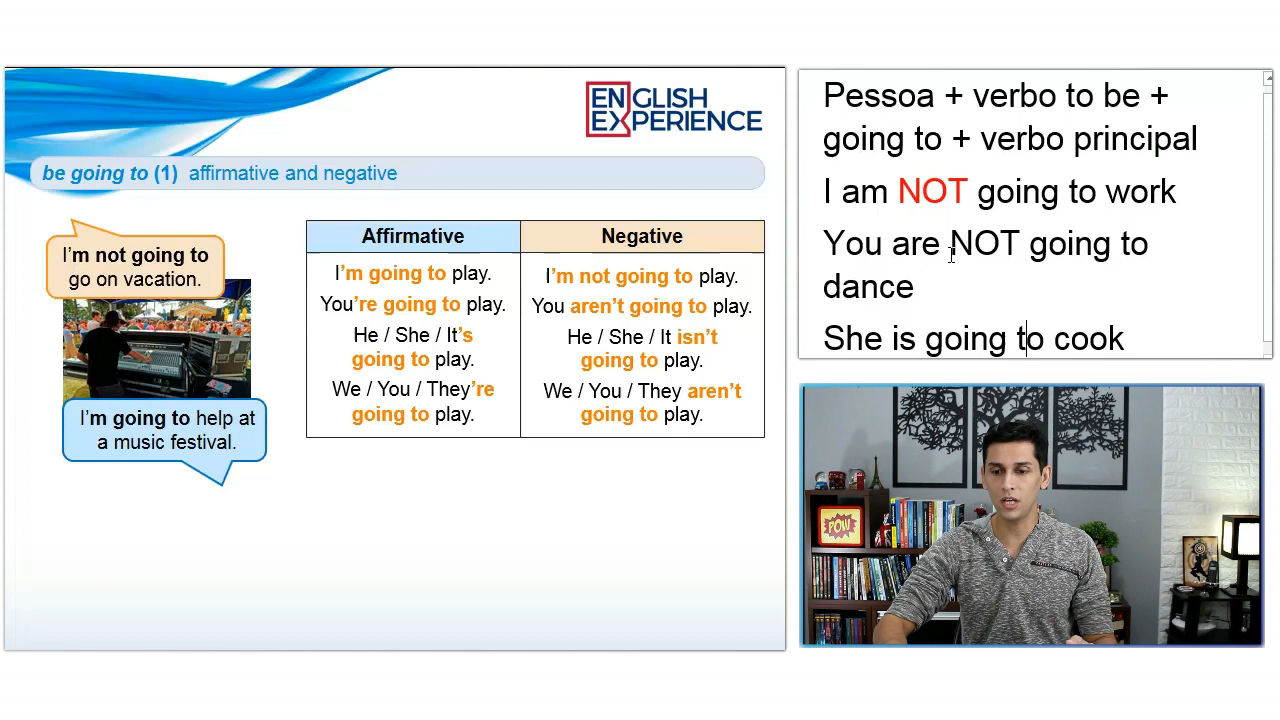 ENGLISH
EXPERIENCE
be going to (1) affirmative and negative
I'm not going to
go on vacation.
I'm going to help at
a music festival.
Affirmative
I'm going to play.
You're going to play.
He / She / It's
going to play.
We / You / They're
going to play.
Negative
I'm not going to play.
You aren't going to play.
He / She / It isn't
going to play.
We / You / They aren't
going to play.
Pessoa + verbo to be +
going to + verbo principal
I am NOT going to work
You are NOT going to
dance
She is going to cook
POW